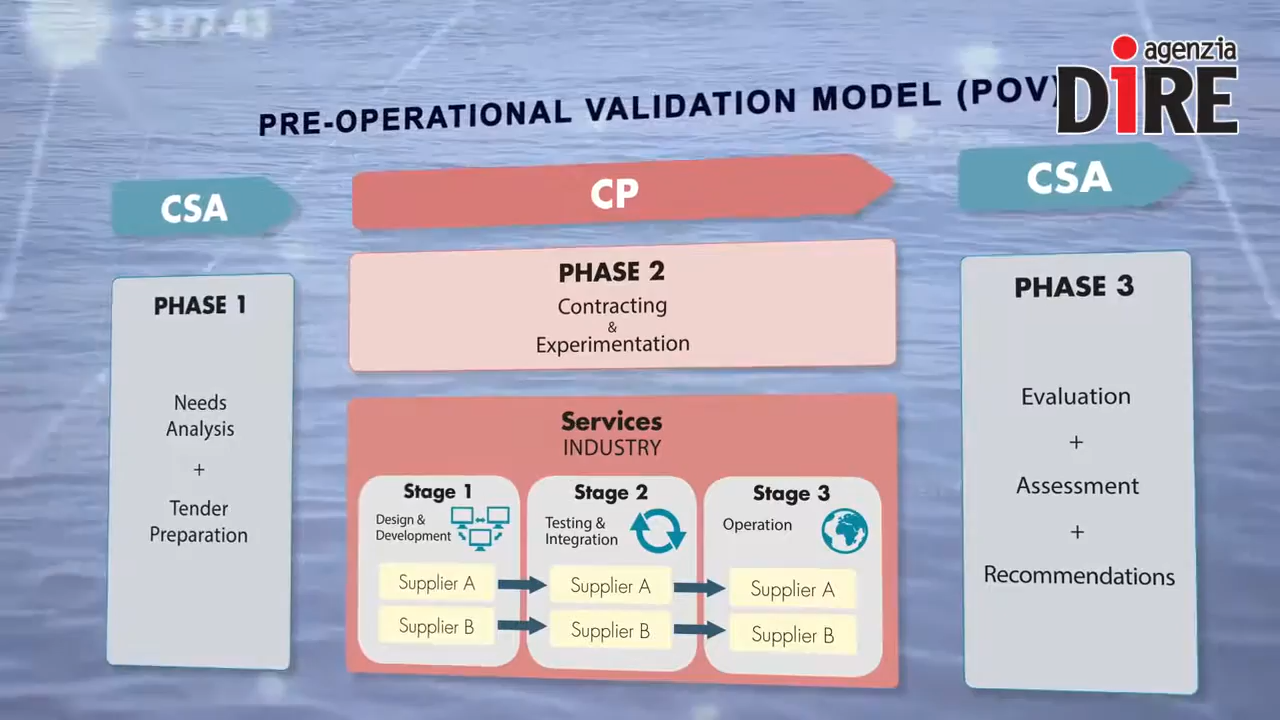 agenzia
DiRE
PRE-OPERATIONAL VALIDATION MODEL (POV)
CSA
CP
CSA
PHASE 1
Needs
Analysis
+
Tender
Preparation
PHASE 2
Contracting
&
Experimentation
Services
INDUSTRY
Stage 1
Design &
Development
Supplier A
Supplier B
Stage 2
Testing &
Integration
Supplier A
Supplier B
Stage 3
Operation
Supplier A
Supplier B
PHASE 3
Evaluation
+
Assessment
+
Recommendations